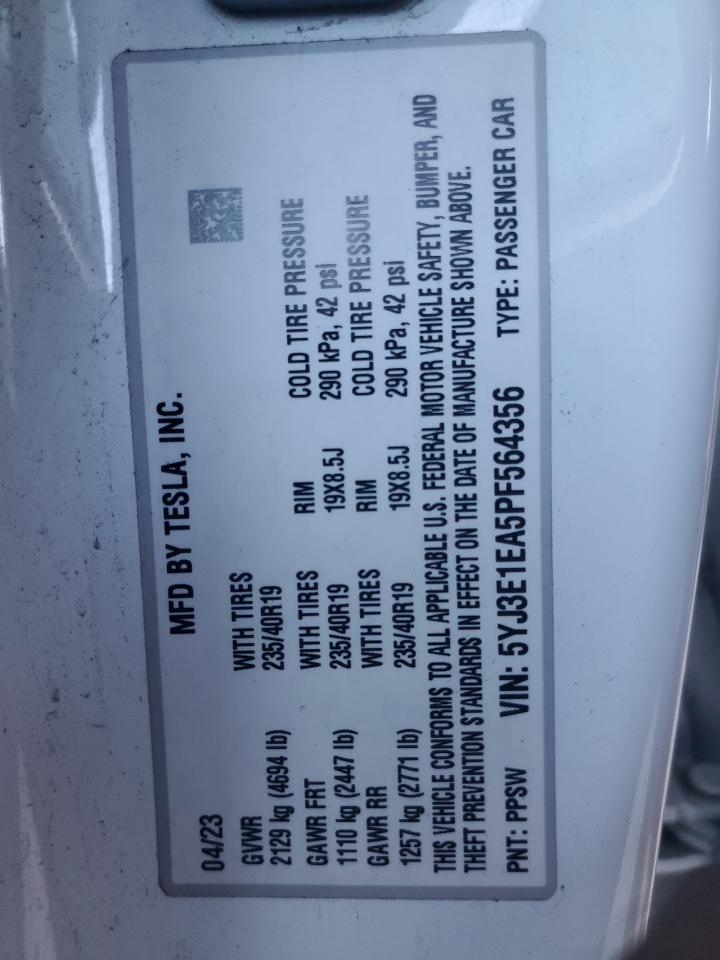 MFD BY TESLA, INC.
04/23
GVWR WITH TIRES
2129 kg (4694 lb) 235/40R19
GAWR FRT WITH TIRES RIM COLD TIRE PRESSURE
1110 kg (2447 lb) 235/40R19 19X8.5J 290 kPa, 42 psi
GAWR RR WITH TIRES RIM COLD TIRE PRESSURE
1257 kg (2771 lb) 235/40R19 19X8.5J 290 kPa, 42 psi
THIS VEHICLE CONFORMS TO ALL APPLICABLE U.S. FEDERAL MOTOR VEHICLE SAFETY, BUMPER, AND
THEFT PREVENTION STANDARDS IN EFFECT ON THE DATE OF MANUFACTURE SHOWN ABOVE.
PNT: PPSW VIN: 5YJ3E1EA5PF564356 TYPE: PASSENGER CAR